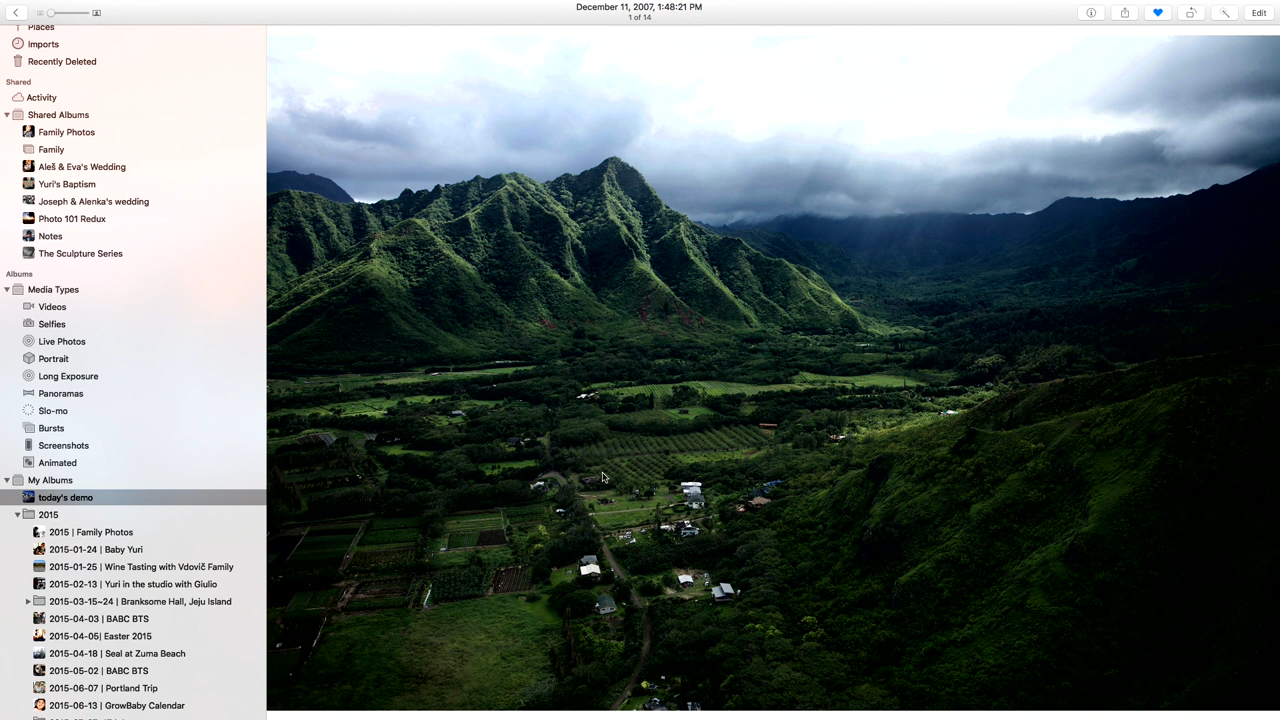 December 11, 2007, 1:48:21 PM
1 of 14
Edit
Places
Imports
Recently Deleted
Shared
Activity
Shared Albums
Family Photos
Family
Aleš & Eva's Wedding
Yuri's Baptism
Joseph & Alenka's wedding
Photo 101 Redux
Notes
The Sculpture Series
Albums
Media Types
Videos
Selfies
Live Photos
Portrait
Long Exposure
Panoramas
Slo-mo
Bursts
Screenshots
Animated
My Albums
today's demo
2015
2015 | Family Photos
2015-01-24 | Baby Yuri
2015-01-25 | Wine Tasting with Vdovič Family
2015-02-13 | Yuri in the studio with Giulio
2015-03-15~24 | Branksome Hall, Jeju Island
2015-04-03 | BABC BTS
2015-04-05| Easter 2015
2015-04-18 | Seal at Zuma Beach
2015-05-02 | BABC BTS
2015-06-07 | Portland Trip
2015-06-13 | GrowBaby Calendar